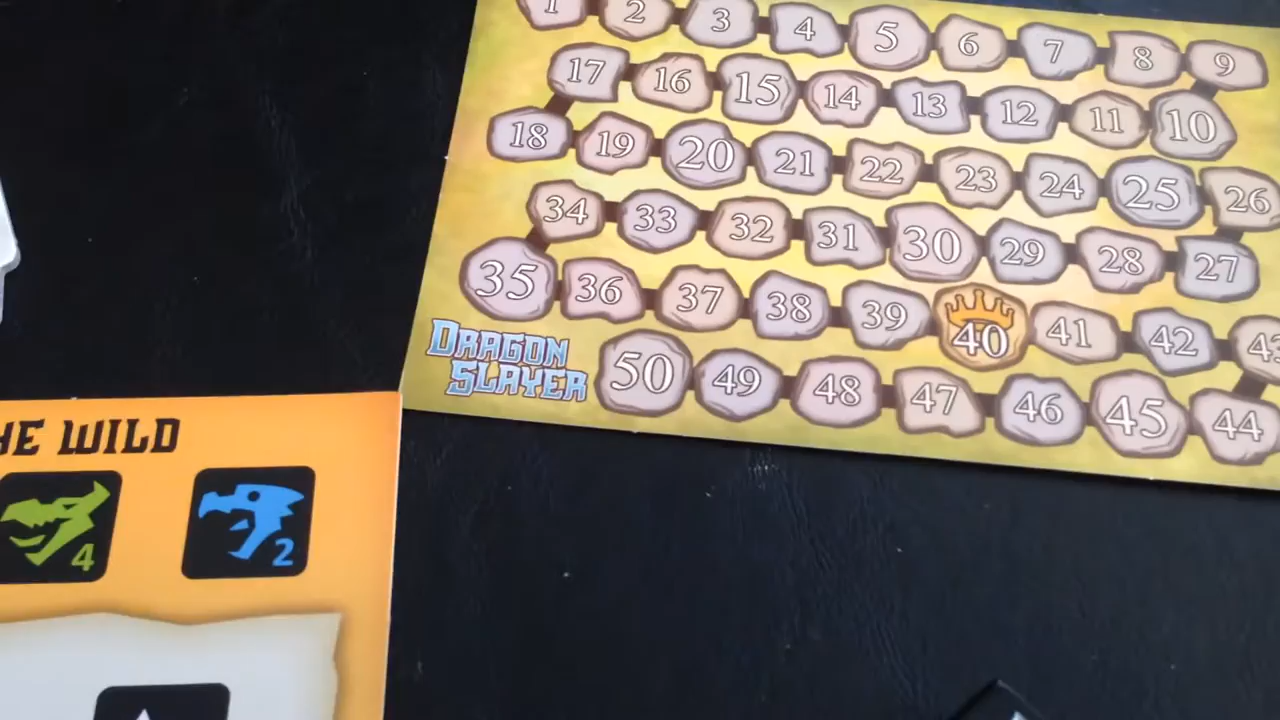 1 2 3 4 5 6 7 8 9
17 16 15 14 13 12 11 10
18 19 20 21 22 23 24 25 26
34 33 32 31 30 29 28 27
35 36 37 38 39 40 41 42
DRAGON
SLAYER
50 49 48 47 46 45 44
WILD
4 2